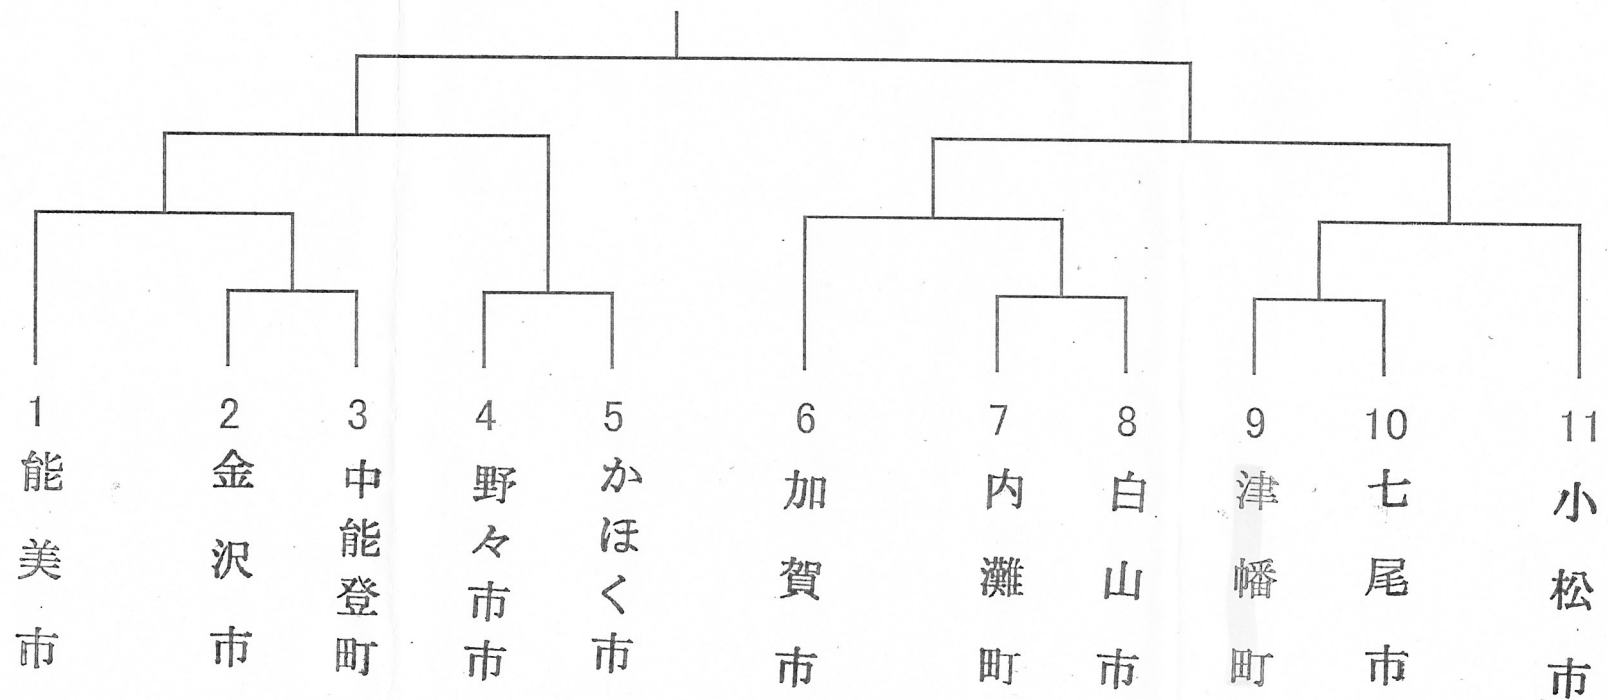 1
能美市
2
金沢市
3
中能登町
4
野々市市
5
かほく市
6
加賀市
7
内灘町
8
白山市
9
津幡町
10
七尾市
11
小松市